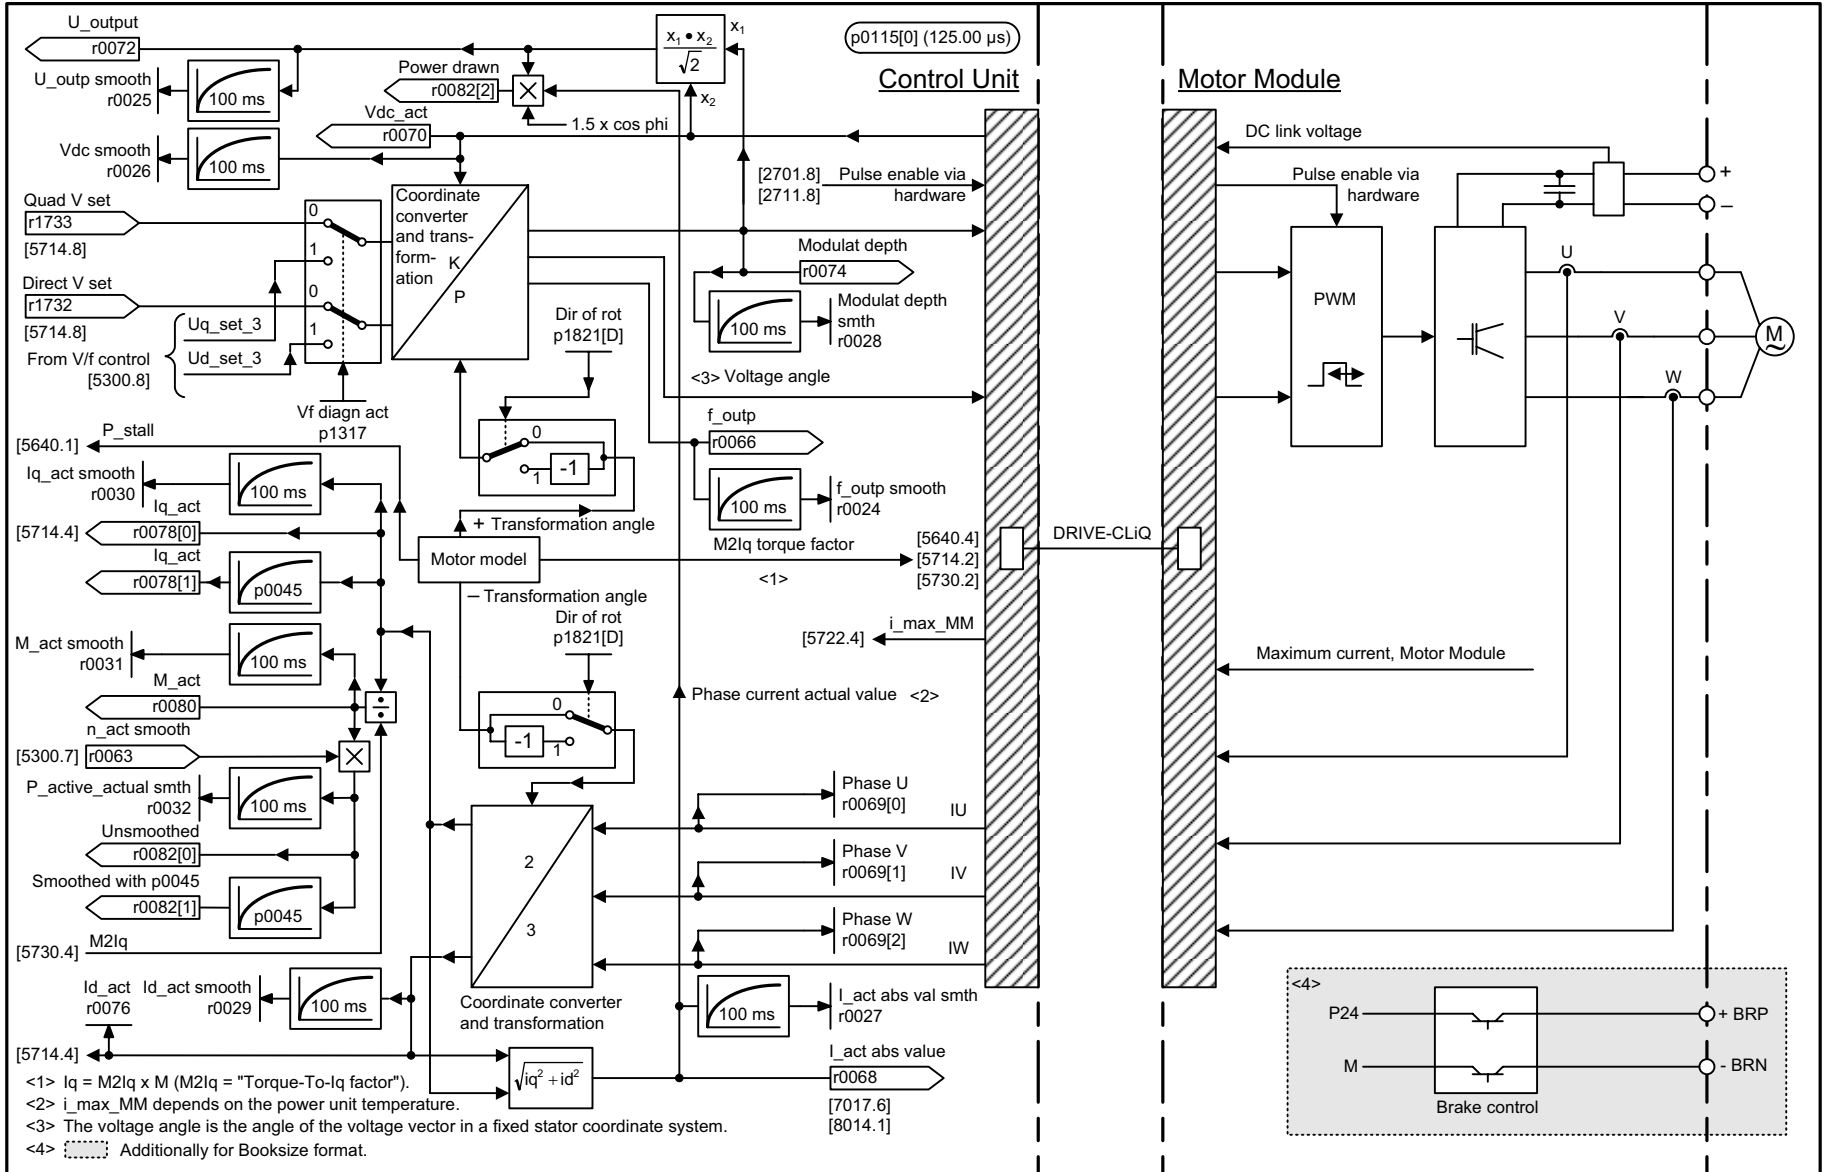 U_output
r0072
U_outp smooth
r0025
100 ms
Power drawn
r0082[2]
x1 • x2
√2
x1
x2
1.5 x cos phi
Vdc_act
r0070
Vdc smooth
r0026
100 ms
p0115[0] (125.00 µs)
Control Unit
Motor Module
Quad V set
r1733
[5714.8]
Direct V set
r1732
[5714.8]
From V/f control
[5300.8]
Uq_set_3
Ud_set_3
0
1
0
1
Vf diagn act
p1317
Coordinate
converter
and trans-
form-
ation
K
P
[2701.8]
[2711.8]
Pulse enable via
hardware
Modulat depth
r0074
100 ms
Modulat depth
smth
r0028
<3> Voltage angle
Dir of rot
p1821[D]
0
1
-1
f_outp
r0066
100 ms
f_outp smooth
r0024
P_stall
[5640.1]
Iq_act smooth
r0030
100 ms
Iq_act
[5714.4]
r0078[0]
Iq_act
r0078[1]
p0045
+ Transformation angle
Motor model
– Transformation angle
M2Iq torque factor
<1>
[5640.4]
[5714.2]
[5730.2]
Dir of rot
p1821[D]
0
-1
1
[5722.4]
i_max_MM
Phase current actual value <2>
M_act smooth
r0031
100 ms
M_act
r0080
÷
n_act smooth
[5300.7]
r0063
×
P_active_actual smth
r0032
100 ms
Unsmoothed
r0082[0]
Smoothed with p0045
r0082[1]
p0045
[5730.4]
M2Iq
Id_act
r0076
Id_act smooth
r0029
100 ms
[5714.4]
2
3
Coordinate converter
and transformation
√iq² + id²
Phase U
r0069[0]
IU
Phase V
r0069[1]
IV
Phase W
r0069[2]
IW
100 ms
I_act abs val smth
r0027
I_act abs value
r0068
[7017.6]
[8014.1]
DRIVE-CLiQ
DC link voltage
Pulse enable via
hardware
PWM
+
–
U
V
W
M
~
Maximum current, Motor Module
<4>
P24
M
+ BRP
- BRN
Brake control
<1> Iq = M2Iq x M (M2Iq = "Torque-To-Iq factor").
<2> i_max_MM depends on the power unit temperature.
<3> The voltage angle is the angle of the voltage vector in a fixed stator coordinate system.
<4> Additionally for Booksize format.